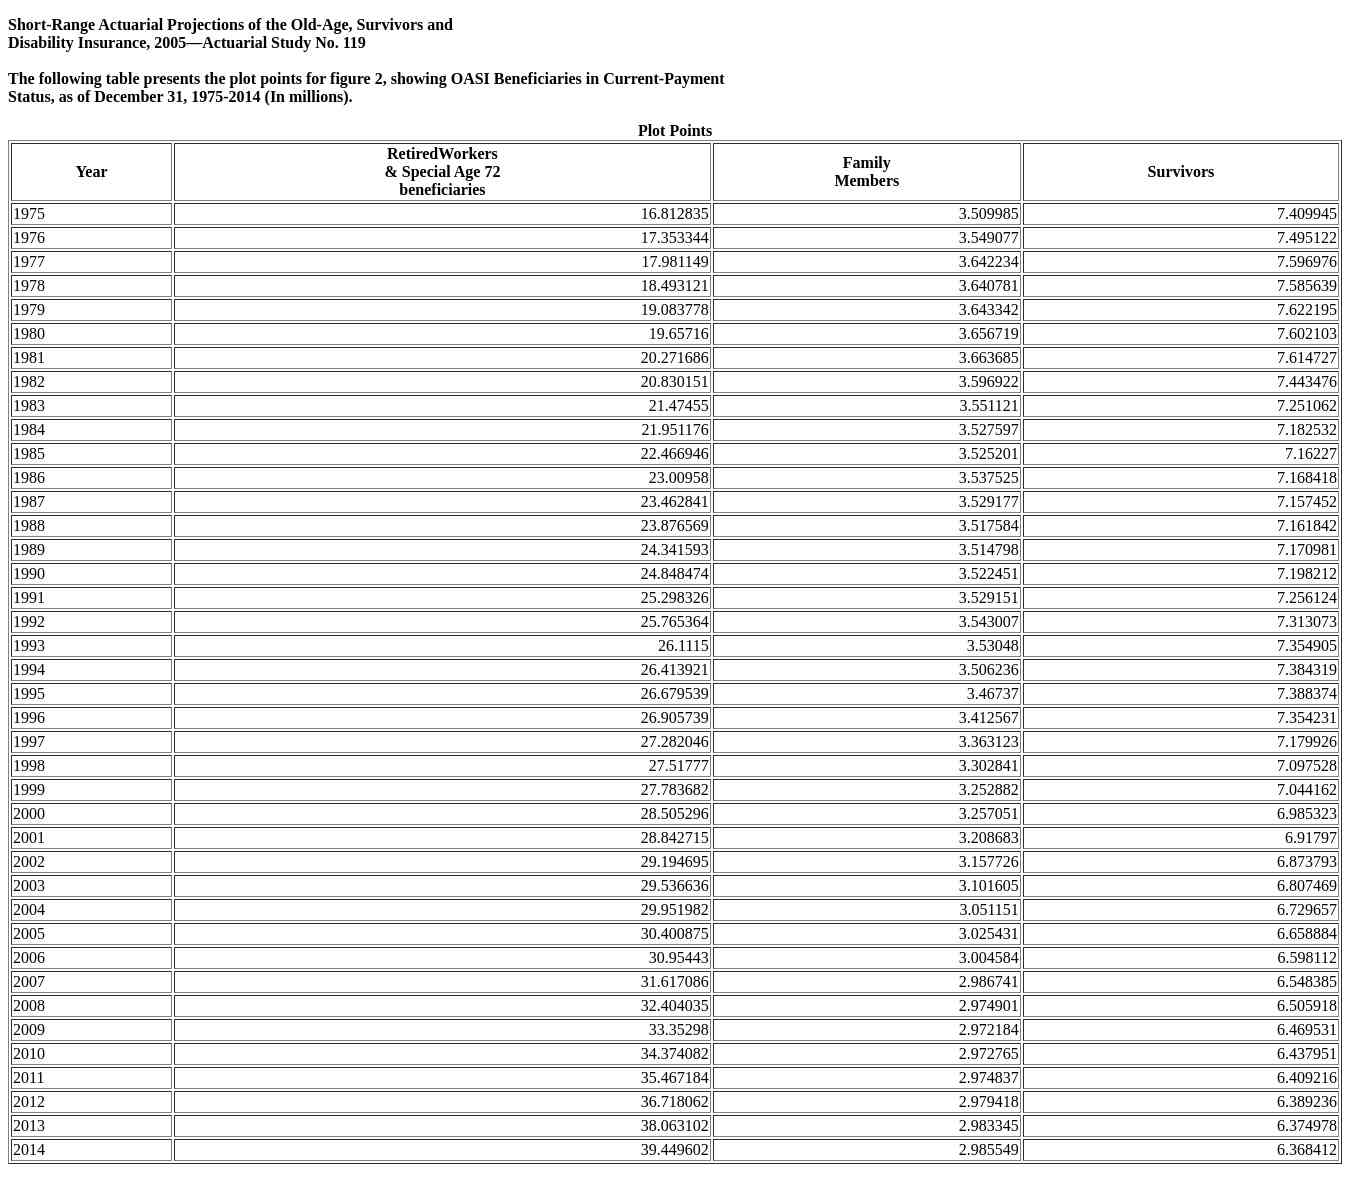 Short-Range Actuarial Projections of the Old-Age, Survivors and
Disability Insurance, 2005—Actuarial Study No. 119
The following table presents the plot points for figure 2, showing OASI Beneficiaries in Current-Payment
Status, as of December 31, 1975-2014 (In millions).
Plot Points
Year RetiredWorkers & Special Age 72 beneficiaries Family Members Survivors
1975 16.812835 3.509985 7.409945
1976 17.353344 3.549077 7.495122
1977 17.981149 3.642234 7.596976
1978 18.493121 3.640781 7.585639
1979 19.083778 3.643342 7.622195
1980 19.65716 3.656719 7.602103
1981 20.271686 3.663685 7.614727
1982 20.830151 3.596922 7.443476
1983 21.47455 3.551121 7.251062
1984 21.951176 3.527597 7.182532
1985 22.466946 3.525201 7.16227
1986 23.00958 3.537525 7.168418
1987 23.462841 3.529177 7.157452
1988 23.876569 3.517584 7.161842
1989 24.341593 3.514798 7.170981
1990 24.848474 3.522451 7.198212
1991 25.298326 3.529151 7.256124
1992 25.765364 3.543007 7.313073
1993 26.1115 3.53048 7.354905
1994 26.413921 3.506236 7.384319
1995 26.679539 3.46737 7.388374
1996 26.905739 3.412567 7.354231
1997 27.282046 3.363123 7.179926
1998 27.51777 3.302841 7.097528
1999 27.783682 3.252882 7.044162
2000 28.505296 3.257051 6.985323
2001 28.842715 3.208683 6.91797
2002 29.194695 3.157726 6.873793
2003 29.536636 3.101605 6.807469
2004 29.951982 3.051151 6.729657
2005 30.400875 3.025431 6.658884
2006 30.95443 3.004584 6.598112
2007 31.617086 2.986741 6.548385
2008 32.404035 2.974901 6.505918
2009 33.35298 2.972184 6.469531
2010 34.374082 2.972765 6.437951
2011 35.467184 2.974837 6.409216
2012 36.718062 2.979418 6.389236
2013 38.063102 2.983345 6.374978
2014 39.449602 2.985549 6.368412